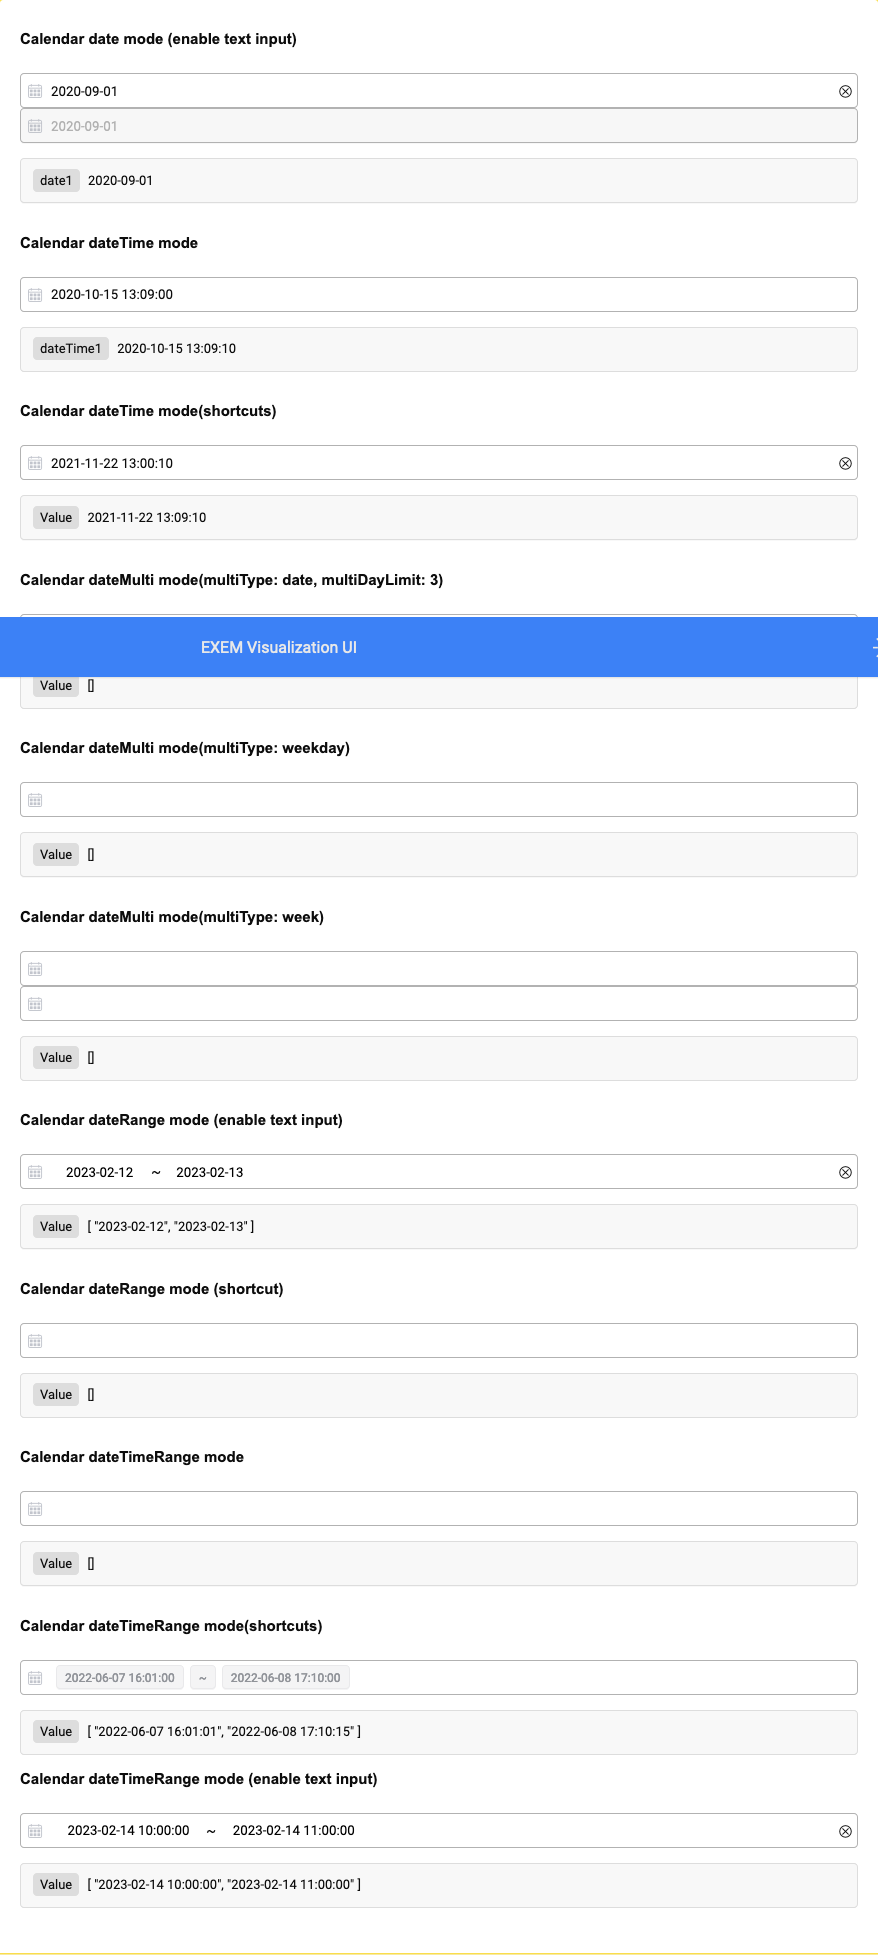 Calendar date mode (enable text input)
2020-09-01
2020-09-01
date1 2020-09-01
Calendar dateTime mode
2020-10-15 13:09:00
dateTime1 2020-10-15 13:09:10
Calendar dateTime mode(shortcuts)
2021-11-22 13:00:10
Value 2021-11-22 13:09:10
Calendar dateMulti mode(multiType: date, multiDayLimit: 3)
EXEM Visualization UI
Value []
Calendar dateMulti mode(multiType: weekday)
Value []
Calendar dateMulti mode(multiType: week)
Value []
Calendar dateRange mode (enable text input)
2023-02-12 ~ 2023-02-13
Value [ "2023-02-12", "2023-02-13" ]
Calendar dateRange mode (shortcut)
Value []
Calendar dateTimeRange mode
Value []
Calendar dateTimeRange mode(shortcuts)
2022-06-07 16:01:00 ~ 2022-06-08 17:10:00
Value [ "2022-06-07 16:01:01", "2022-06-08 17:10:15" ]
Calendar dateTimeRange mode (enable text input)
2023-02-14 10:00:00 ~ 2023-02-14 11:00:00
Value [ "2023-02-14 10:00:00", "2023-02-14 11:00:00" ]